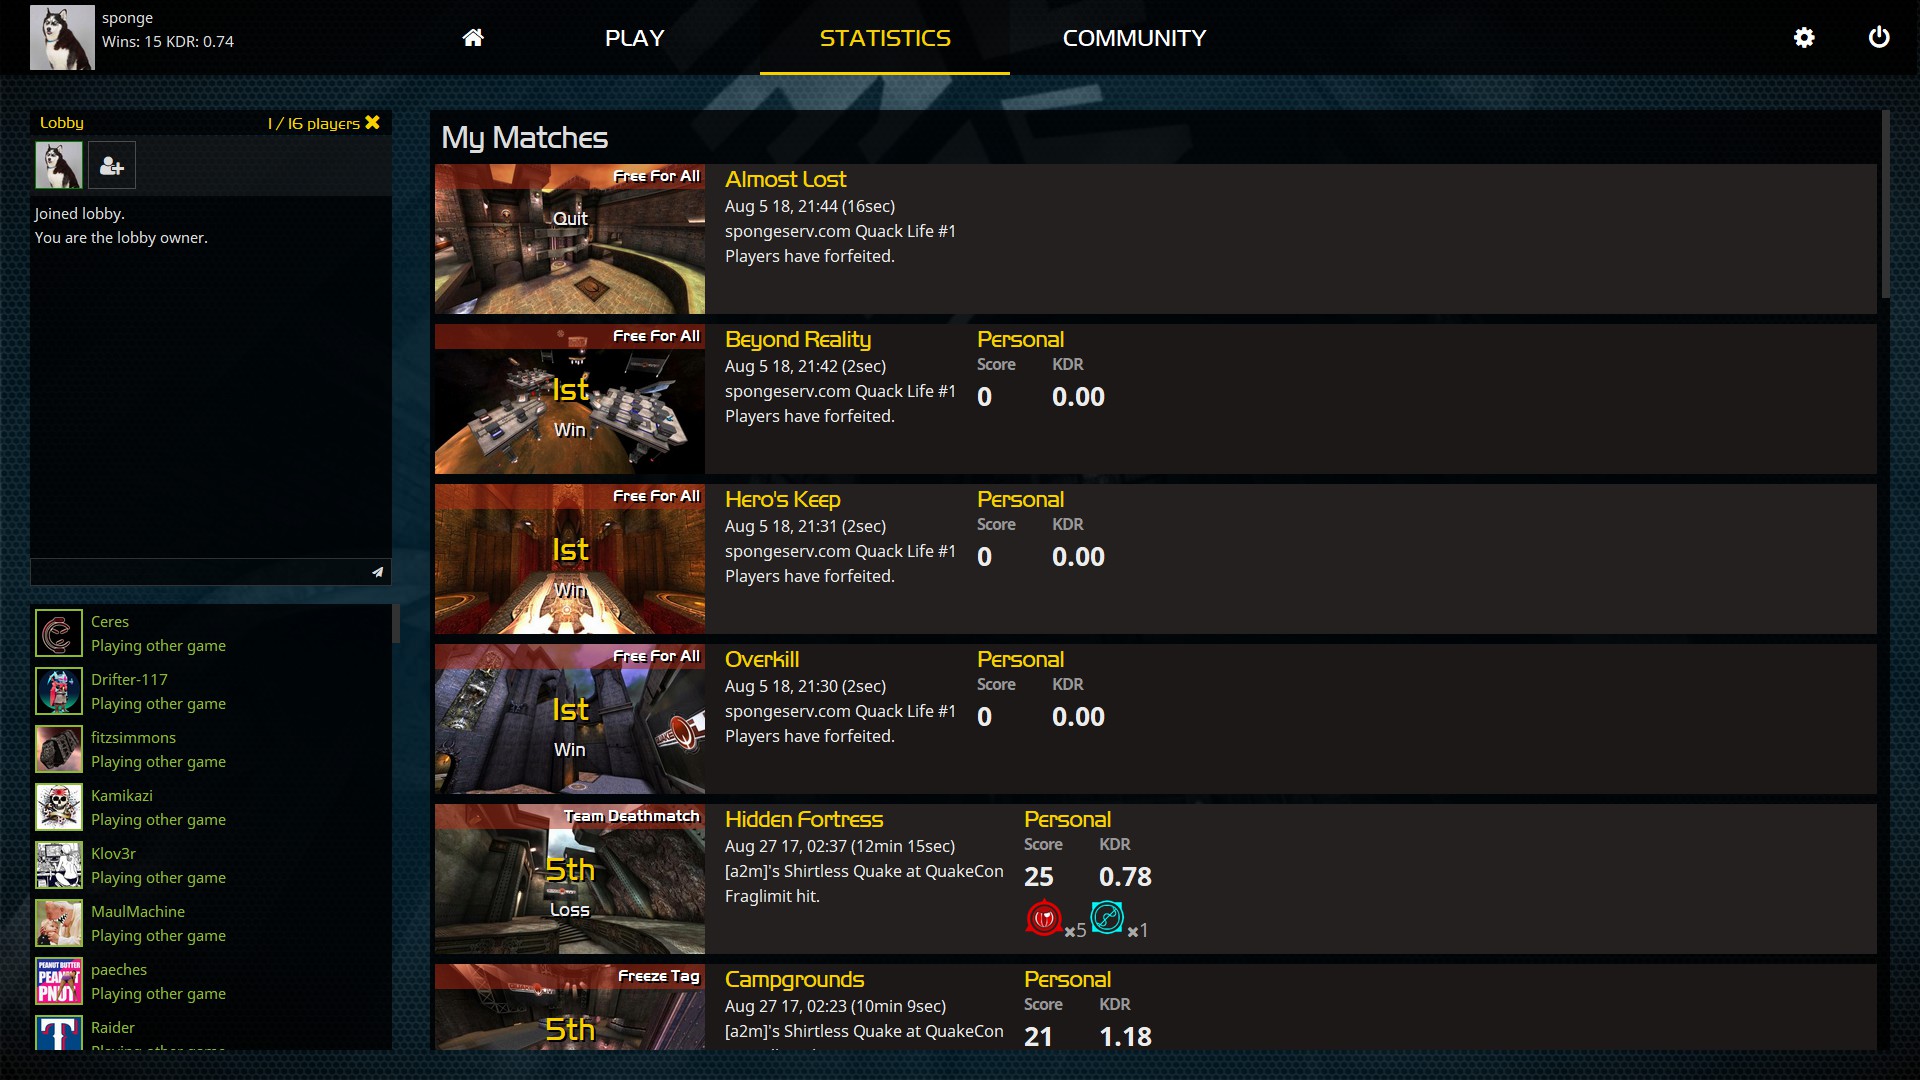 sponge
Wins: 15 KDR: 0.74
PLAY
STATISTICS
COMMUNITY
Lobby
1 / 16 players
Joined lobby.
You are the lobby owner.
Ceres
Playing other game
Drifter-117
Playing other game
fitzsimmons
Playing other game
Kamikazi
Playing other game
Klov3r
Playing other game
MaulMachine
Playing other game
PEANUT BUTTER
paeches
Playing other game
Raider
Playing other game
My Matches
Free For All
Quit
Almost Lost
Aug 5 18, 21:44 (16sec)
spongeserv.com Quack Life #1
Players have forfeited.
Free For All
1st
Win
Beyond Reality
Aug 5 18, 21:42 (2sec)
spongeserv.com Quack Life #1
Players have forfeited.
Personal
Score KDR
0 0.00
Free For All
1st
Win
Hero's Keep
Aug 5 18, 21:31 (2sec)
spongeserv.com Quack Life #1
Players have forfeited.
Personal
Score KDR
0 0.00
Free For All
1st
Win
Overkill
Aug 5 18, 21:30 (2sec)
spongeserv.com Quack Life #1
Players have forfeited.
Personal
Score KDR
0 0.00
Team Deathmatch
5th
Loss
Hidden Fortress
Aug 27 17, 02:37 (12min 15sec)
[a2m]'s Shirtless Quake at QuakeCon
Fraglimit hit.
Personal
Score KDR
25 0.78
×5 ×1
Freeze Tag
5th
Campgrounds
Aug 27 17, 02:23 (10min 9sec)
[a2m]'s Shirtless Quake at QuakeCon
Personal
Score KDR
21 1.18